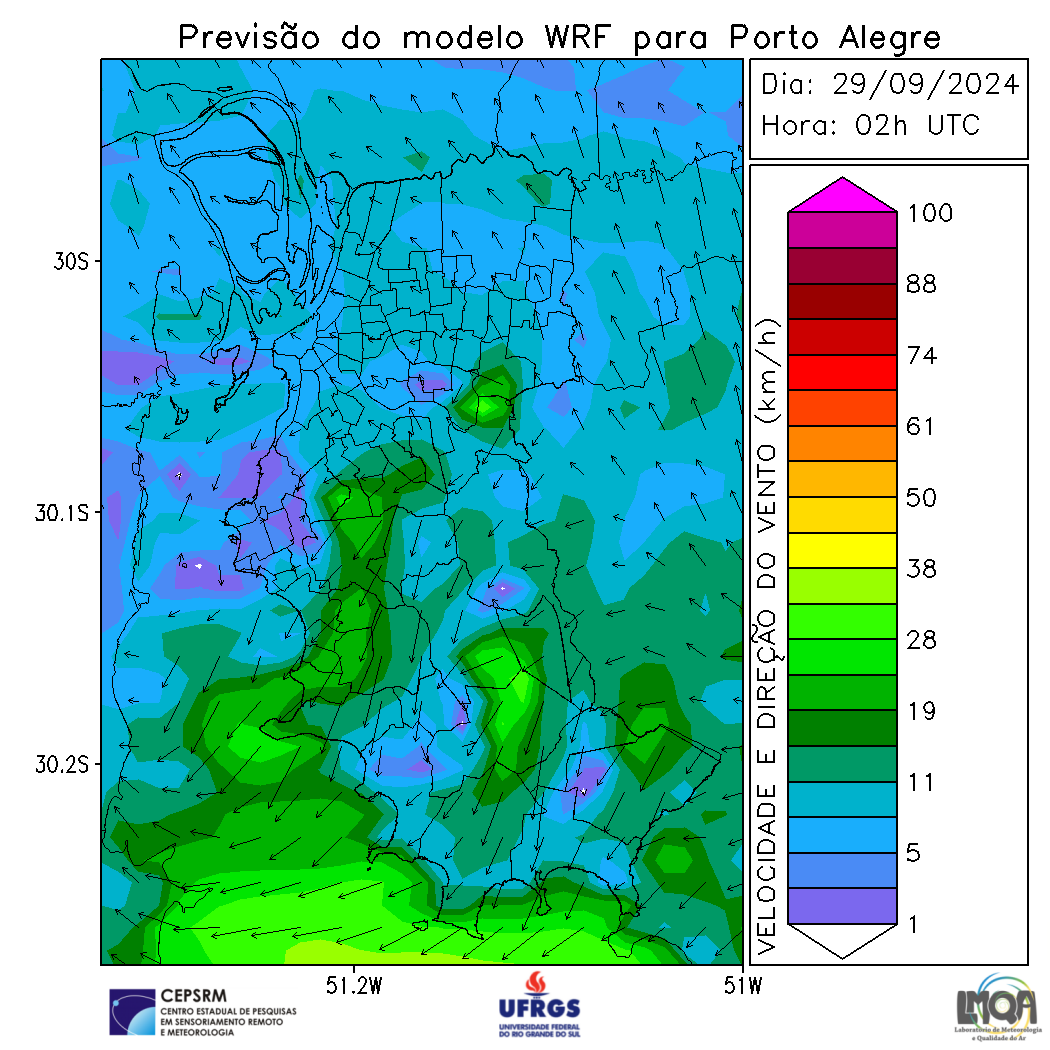 Previsão do modelo WRF para Porto Alegre
Dia: 29/09/2024
Hora: 02h UTC
30S
30.1S
30.2S
51.2W
51W
VELOCIDADE E DIREÇÃO DO VENTO (km/h)
100
88
74
61
50
38
28
19
11
5
1
CEPSRM
CENTRO ESTADUAL DE PESQUISAS
EM SENSORIAMENTO REMOTO
E METEOROLOGIA
UFRGS
UNIVERSIDADE FEDERAL
DO RIO GRANDE DO SUL
LMQA
Laboratório de Meteorologia
e Qualidade do Ar